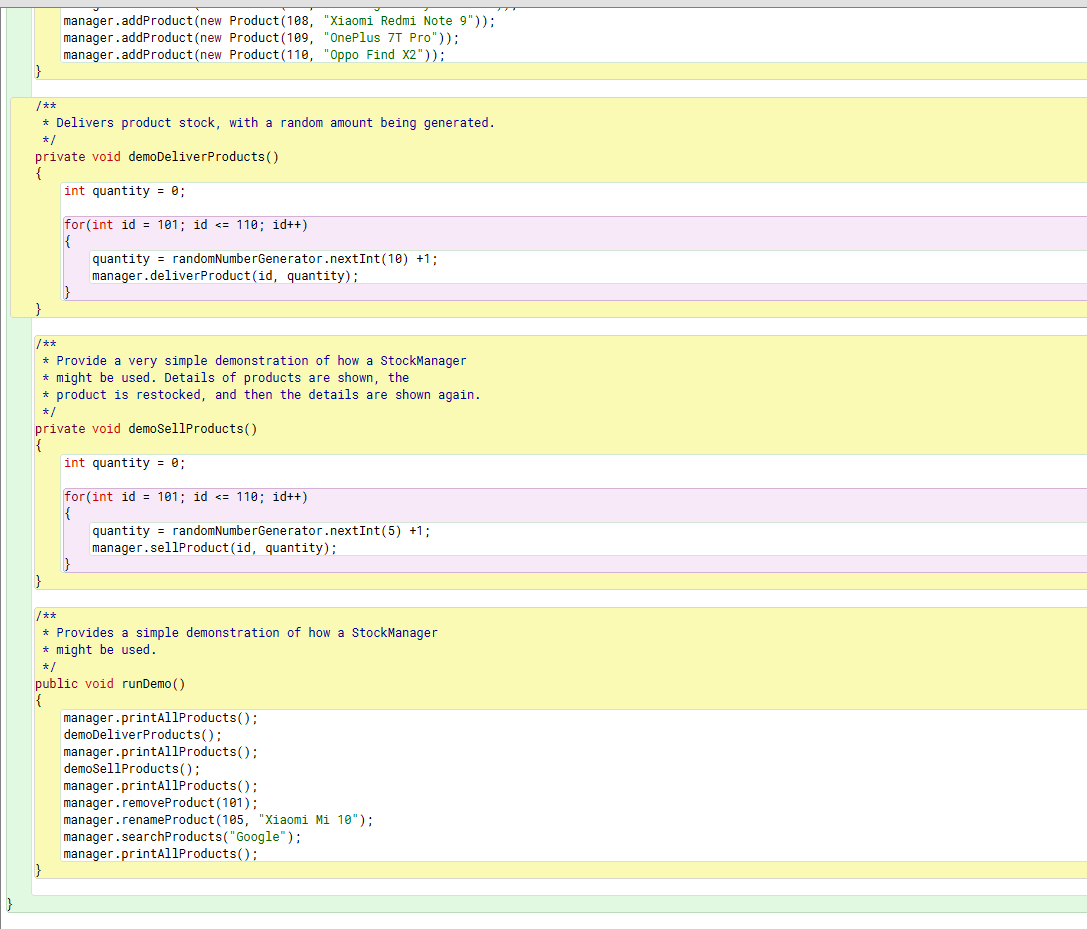 manager.addProduct(new Product(108, "Xiaomi Redmi Note 9"));
manager.addProduct(new Product(109, "OnePlus 7T Pro"));
manager.addProduct(new Product(110, "Oppo Find X2"));
}
/**
* Delivers product stock, with a random amount being generated.
*/
private void demoDeliverProducts()
{
int quantity = 0;
for(int id = 101; id <= 110; id++)
{
quantity = randomNumberGenerator.nextInt(10) +1;
manager.deliverProduct(id, quantity);
}
}
/**
* Provide a very simple demonstration of how a StockManager
* might be used. Details of products are shown, the
* product is restocked, and then the details are shown again.
*/
private void demoSellProducts()
{
int quantity = 0;
for(int id = 101; id <= 110; id++)
{
quantity = randomNumberGenerator.nextInt(5) +1;
manager.sellProduct(id, quantity);
}
}
/**
* Provides a simple demonstration of how a StockManager
* might be used.
*/
public void runDemo()
{
manager.printAllProducts();
demoDeliverProducts();
manager.printAllProducts();
demoSellProducts();
manager.printAllProducts();
manager.removeProduct(101);
manager.renameProduct(105, "Xiaomi Mi 10");
manager.searchProducts("Google");
manager.printAllProducts();
}
}